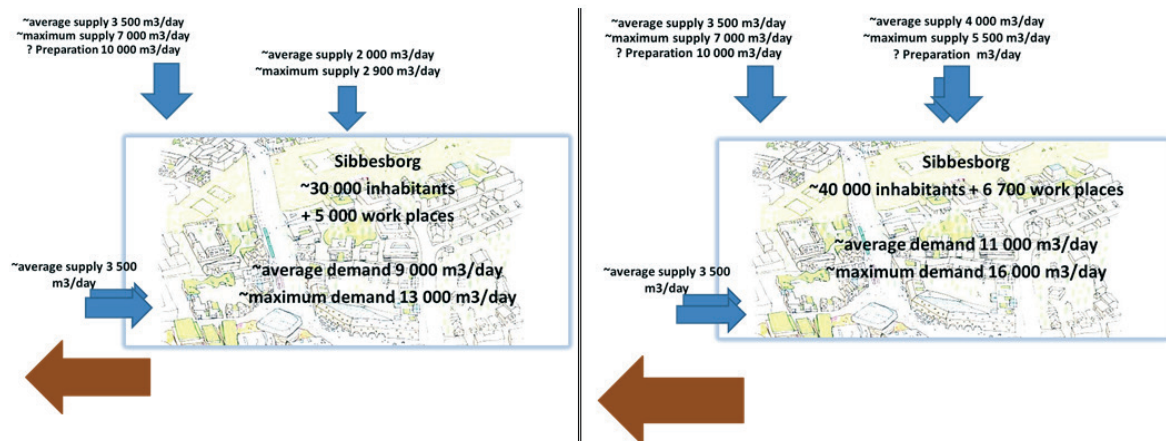 ~average supply 3 500 m3/day
~maximum supply 7 000 m3/day
? Preparation 10 000 m3/day
~average supply 2 000 m3/day
~maximum supply 2 900 m3/day
Sibbesborg
~30 000 inhabitants
+ 5 000 work places
~average demand 9 000 m3/day
~maximum demand 13 000 m3/day
~average supply 3 500
m3/day
~average supply 3 500 m3/day
~maximum supply 7 000 m3/day
? Preparation 10 000 m3/day
~average supply 4 000 m3/day
~maximum supply 5 500 m3/day
? Preparation m3/day
Sibbesborg
~40 000 inhabitants + 6 700 work places
~average demand 11 000 m3/day
~maximum demand 16 000 m3/day
~average supply 3 500
m3/day